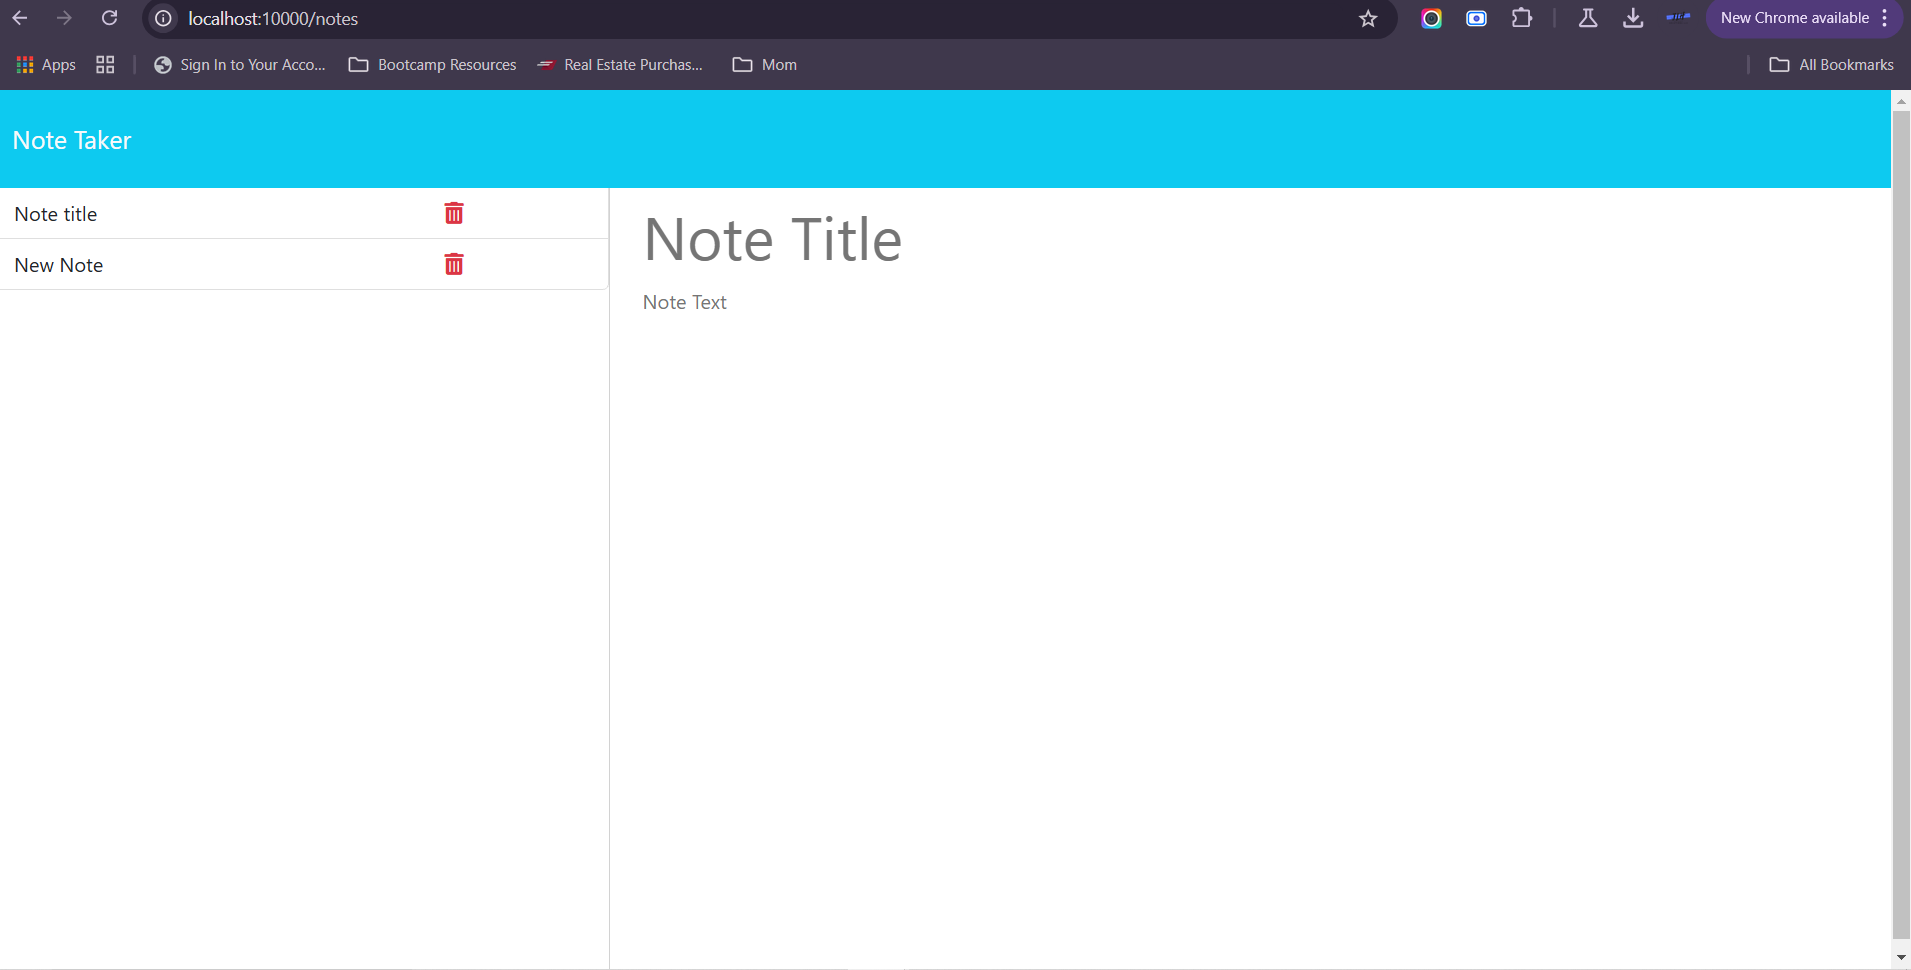 localhost:10000/notes
New Chrome available
Apps
Sign In to Your Acco...
Bootcamp Resources
Real Estate Purchas...
Mom
All Bookmarks
Note Taker
Note title
New Note
Note Title
Note Text